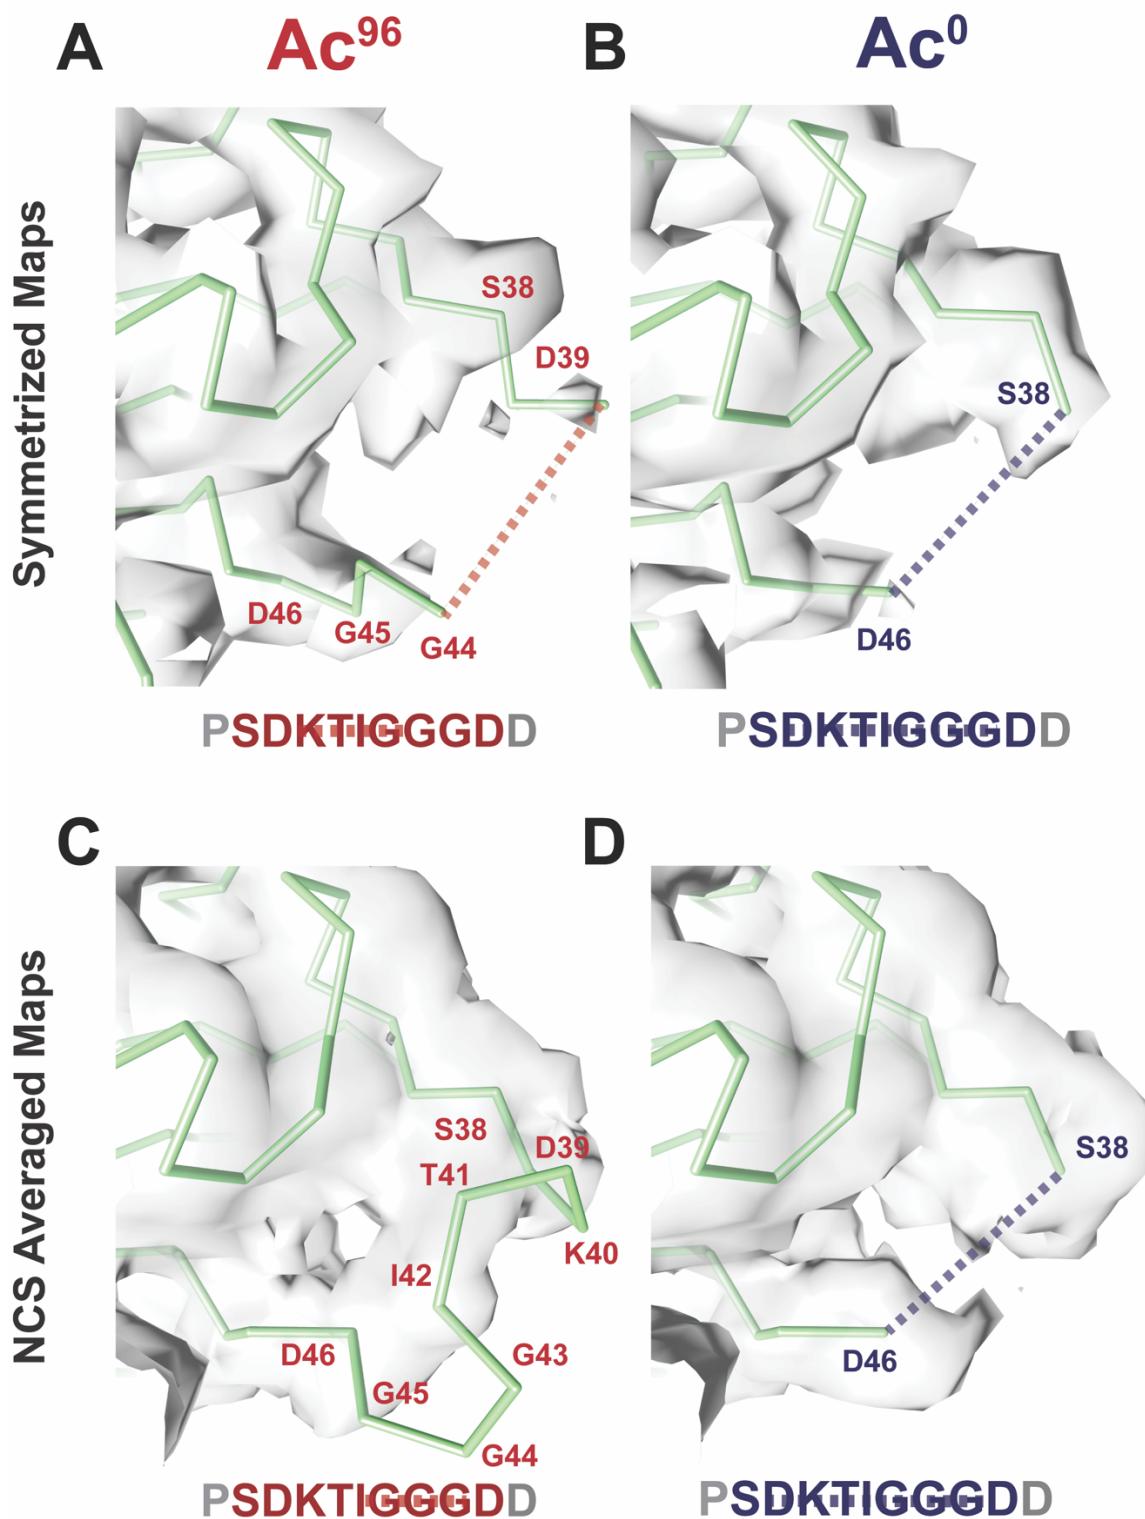 A
Ac⁹⁶
B
Ac⁰
Symmetrized Maps
S38
D39
D46
G45
G44
S38
D46
PSDKTIGGGDD
PSDKTIGGGDD
C
D
NCS Averaged Maps
S38
D39
T41
K40
I42
D46
G43
G45
G44
S38
D46
PSDKTIGGGDD
PSDKTIGGGDD